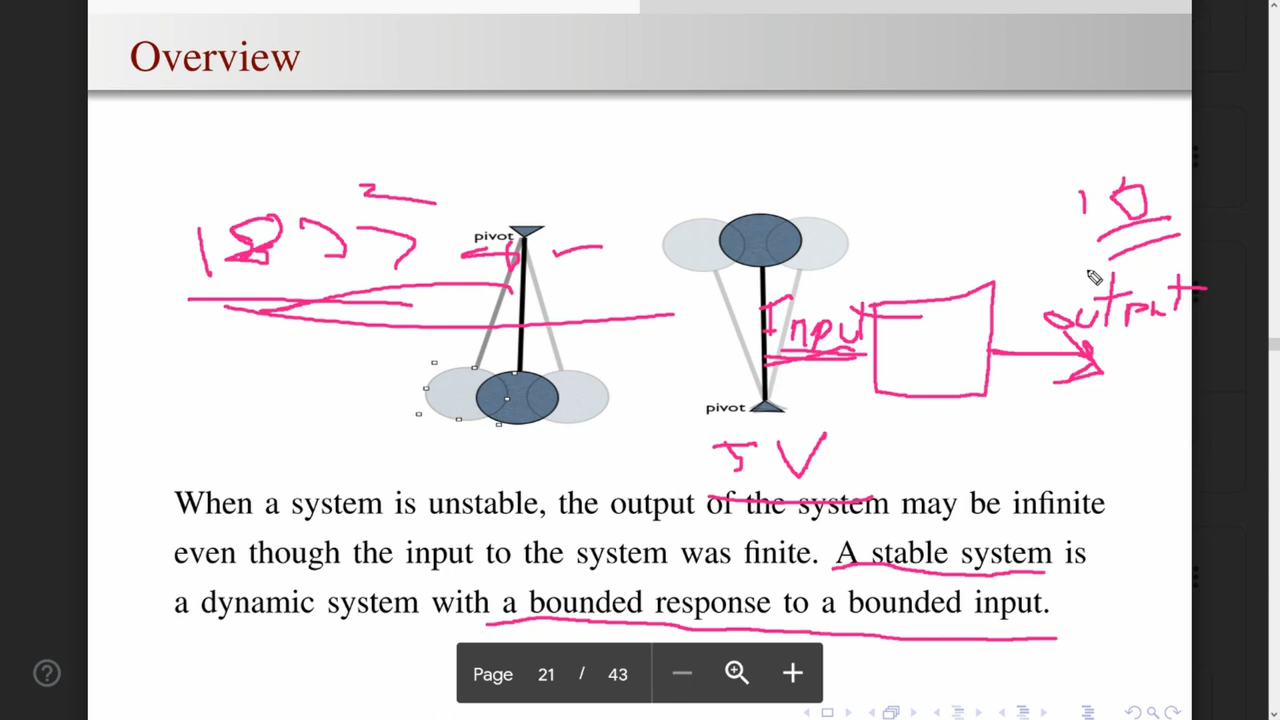 Overview
1877
pivot
10
Input
output
pivot
5V
When a system is unstable, the output of the system may be infinite
even though the input to the system was finite. A stable system is
a dynamic system with a bounded response to a bounded input.
Page 21 / 43